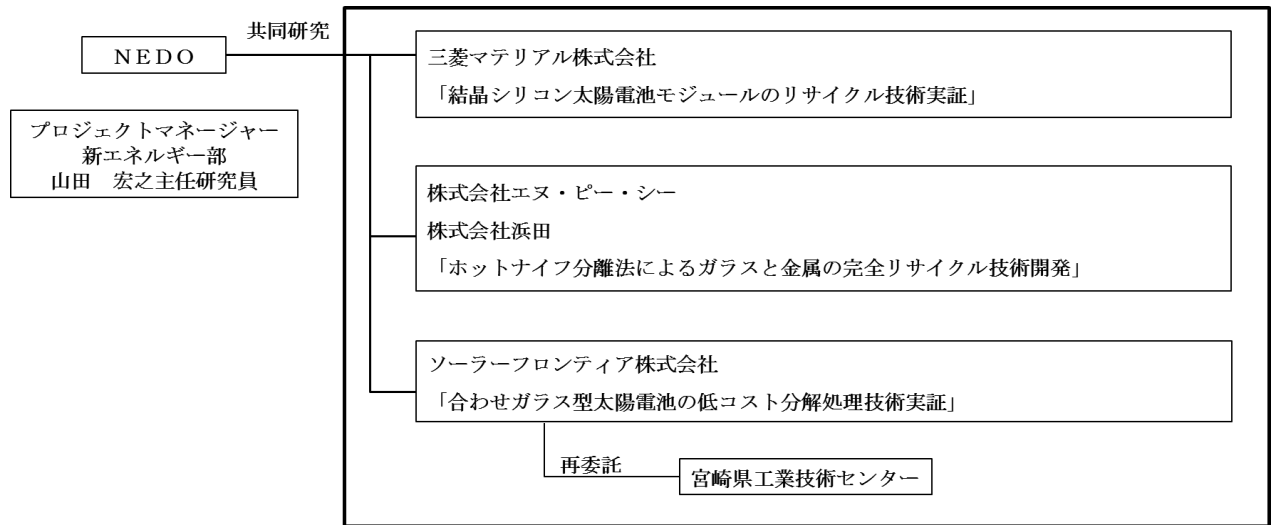 共同研究
NEDO
プロジェクトマネージャー
新エネルギー部
山田　宏之主任研究員
三菱マテリアル株式会社
「結晶シリコン太陽電池モジュールのリサイクル技術実証」
株式会社エヌ・ピー・シー
株式会社浜田
「ホットナイフ分離法によるガラスと金属の完全リサイクル技術開発」
ソーラーフロンティア株式会社
「合わせガラス型太陽電池の低コスト分解処理技術実証」
再委託
宮崎県工業技術センター